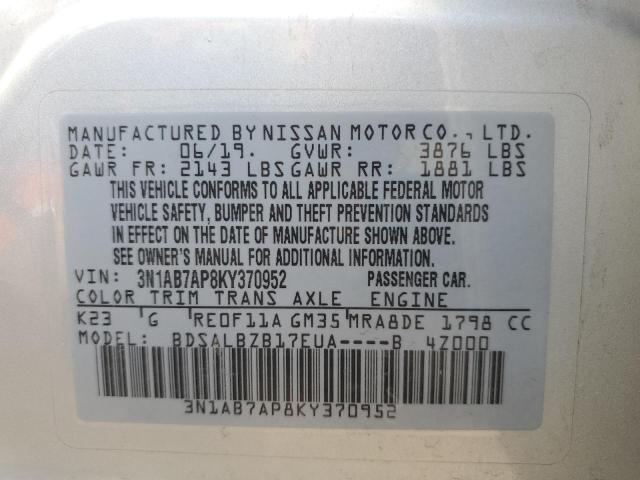 MANUFACTURED BY NISSAN MOTOR CO., LTD.
DATE: 06/19. GVWR: 3876 LBS
GAWR FR: 2143 LBS GAWR RR: 1881 LBS
THIS VEHICLE CONFORMS TO ALL APPLICABLE FEDERAL MOTOR
VEHICLE SAFETY, BUMPER AND THEFT PREVENTION STANDARDS
IN EFFECT ON THE DATE OF MANUFACTURE SHOWN ABOVE.
SEE OWNER'S MANUAL FOR ADDITIONAL INFORMATION.
VIN: 3N1AB7AP8KY370952 PASSENGER CAR.
COLOR TRIM TRANS AXLE ENGINE
K23 G RE0F11A GM35 MRA8DE 1798 CC
MODEL: BDSALBZB17EUA----B 4Z000
3N1AB7AP8KY370952